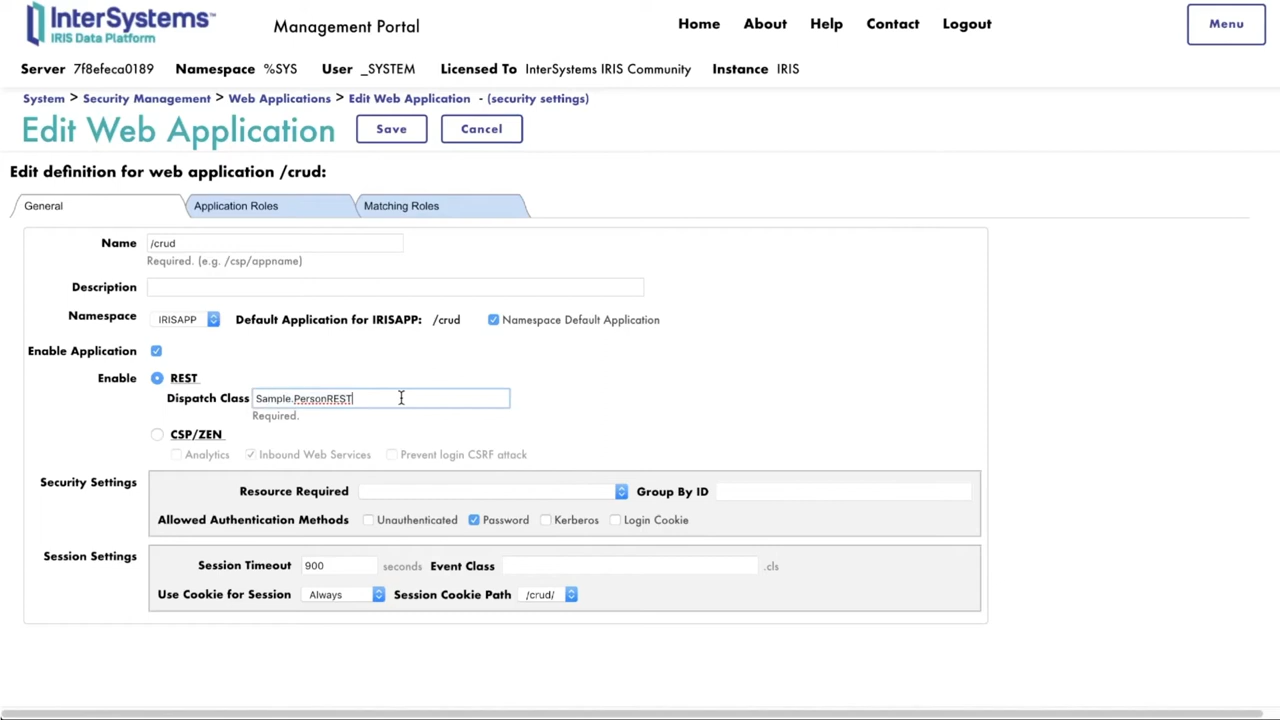 InterSystems™
IRIS Data Platform
Management Portal
Home About Help Contact Logout
Menu
Server 7f8efeca0189 Namespace %SYS User _SYSTEM Licensed To InterSystems IRIS Community Instance IRIS
System > Security Management > Web Applications > Edit Web Application - (security settings)
Edit Web Application Save Cancel
Edit definition for web application /crud:
General Application Roles Matching Roles
Name /crud
Required. (e.g. /csp/appname)
Description
Namespace IRISAPP Default Application for IRISAPP: /crud Namespace Default Application
Enable Application
Enable REST
Dispatch Class Sample.PersonREST
Required.
CSP/ZEN
Analytics Inbound Web Services Prevent login CSRF attack
Security Settings
Resource Required Group By ID
Allowed Authentication Methods Unauthenticated Password Kerberos Login Cookie
Session Settings
Session Timeout 900 seconds Event Class .cls
Use Cookie for Session Always Session Cookie Path /crud/